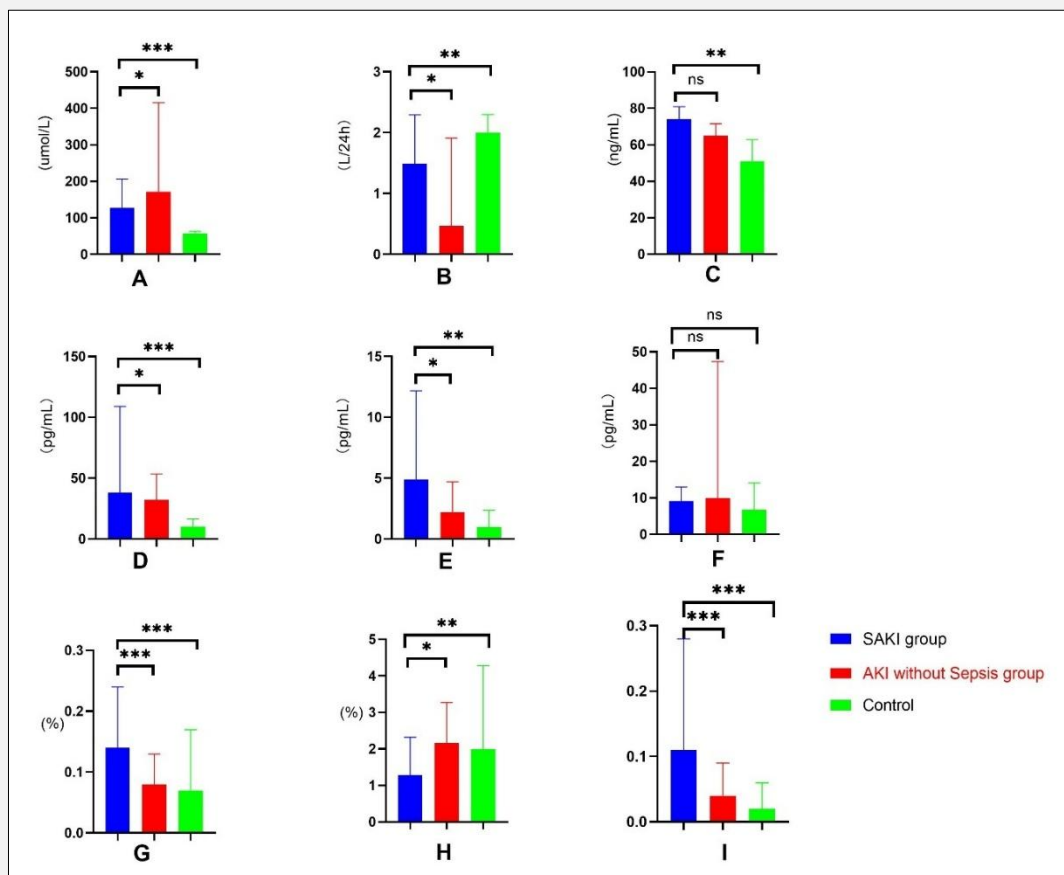 ***
*
500
400
300
200
100
0
(umol/L)
A
**
*
3
2
1
0
(L/24h)
B
**
ns
100
80
60
40
20
0
(ng/mL)
C
***
*
150
100
50
0
(pg/mL)
D
**
*
15
10
5
0
(pg/mL)
E
ns
ns
50
40
30
20
10
0
(pg/mL)
F
***
***
0.3
0.2
0.1
0.0
(%)
G
**
*
5
4
3
2
1
0
(%)
H
***
***
0.3
0.2
0.1
0.0
I
SAKI group
AKI without Sepsis group
Control